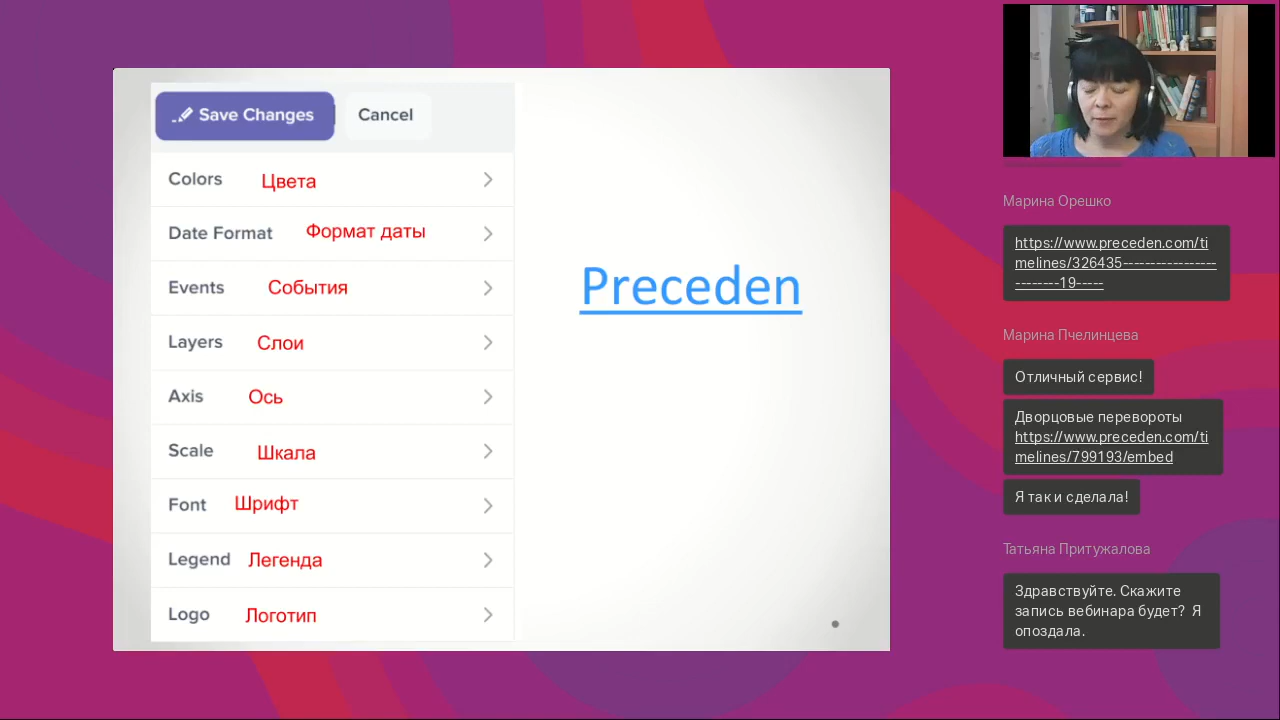 Save Changes Cancel
Colors Цвета
Date Format Формат даты
Events События
Layers Слои
Axis Ось
Scale Шкала
Font Шрифт
Legend Легенда
Logo Логотип
Preceden
Марина Орешко
https://www.preceden.com/ti
melines/326435-----------------
--------19-----
Марина Пчелинцева
Отличный сервис!
Дворцовые перевороты
https://www.preceden.com/ti
melines/799193/embed
Я так и сделала!
Татьяна Притужалова
Здравствуйте. Скажите
запись вебинара будет? Я
опоздала.